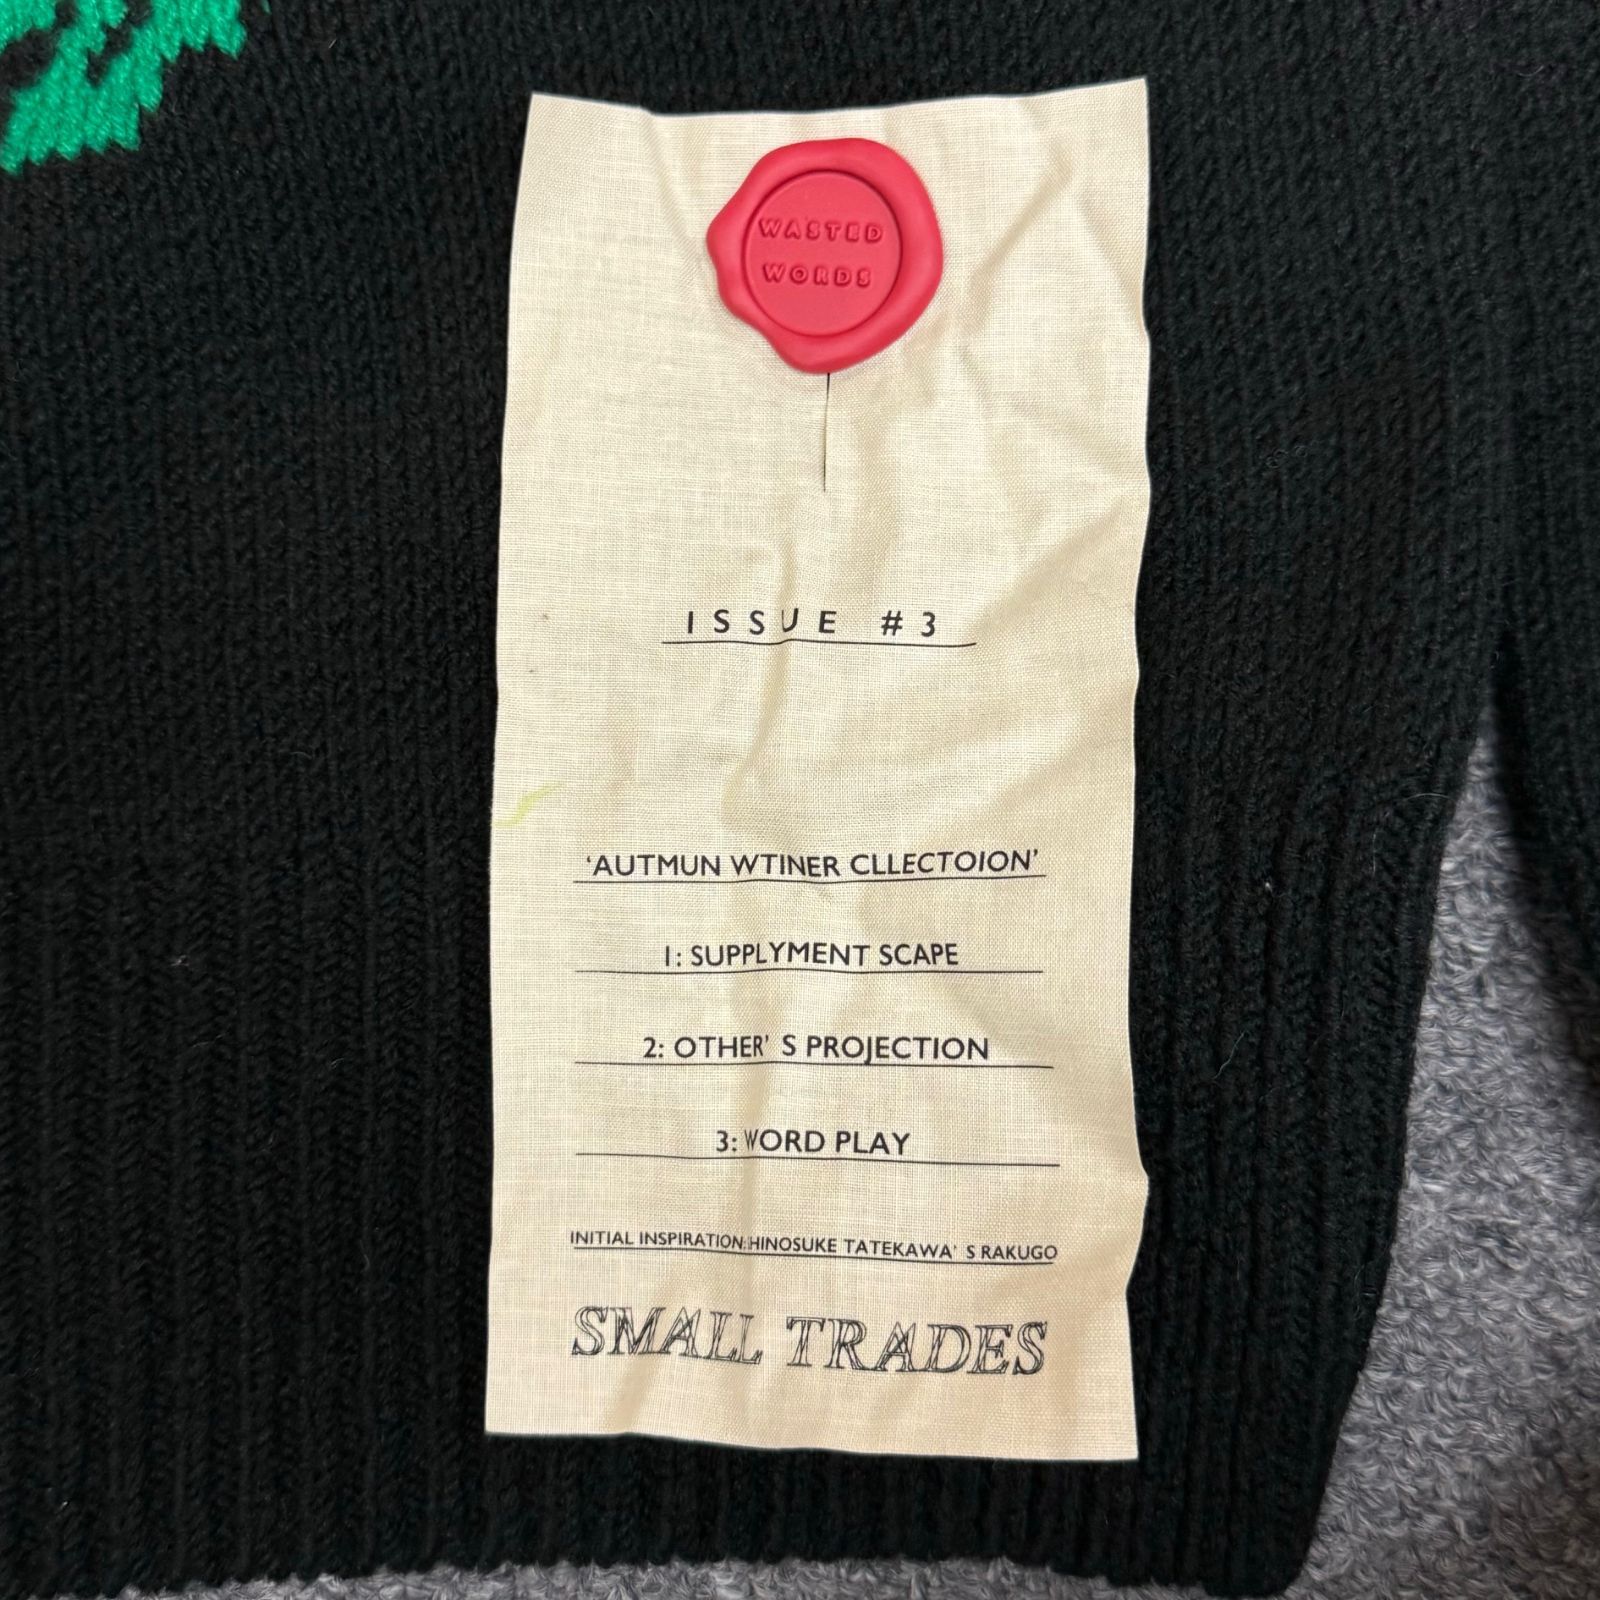 WASTED
WORDS
ISSUE #3
‘AUTMUN WTINER CLLECTOION’
1: SUPPLYMENT SCAPE
2: OTHER’ S PROJECTION
3: WORD PLAY
INITIAL INSPIRATION:HINOSUKE TATEKAWA’ S RAKUGO
SMALL TRADES